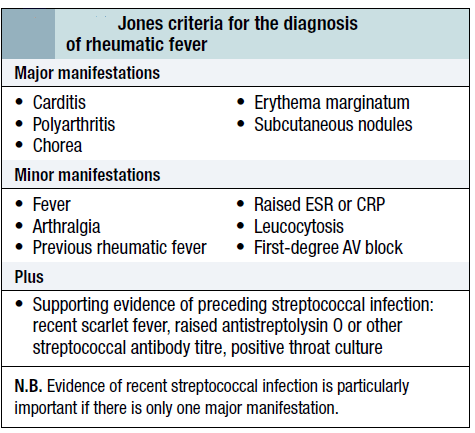 Jones criteria for the diagnosis
of rheumatic fever
Major manifestations
• Carditis
• Polyarthritis
• Chorea
• Erythema marginatum
• Subcutaneous nodules
Minor manifestations
• Fever
• Arthralgia
• Previous rheumatic fever
• Raised ESR or CRP
• Leucocytosis
• First-degree AV block
Plus
• Supporting evidence of preceding streptococcal infection:
recent scarlet fever, raised antistreptolysin O or other
streptococcal antibody titre, positive throat culture
N.B. Evidence of recent streptococcal infection is particularly
important if there is only one major manifestation.